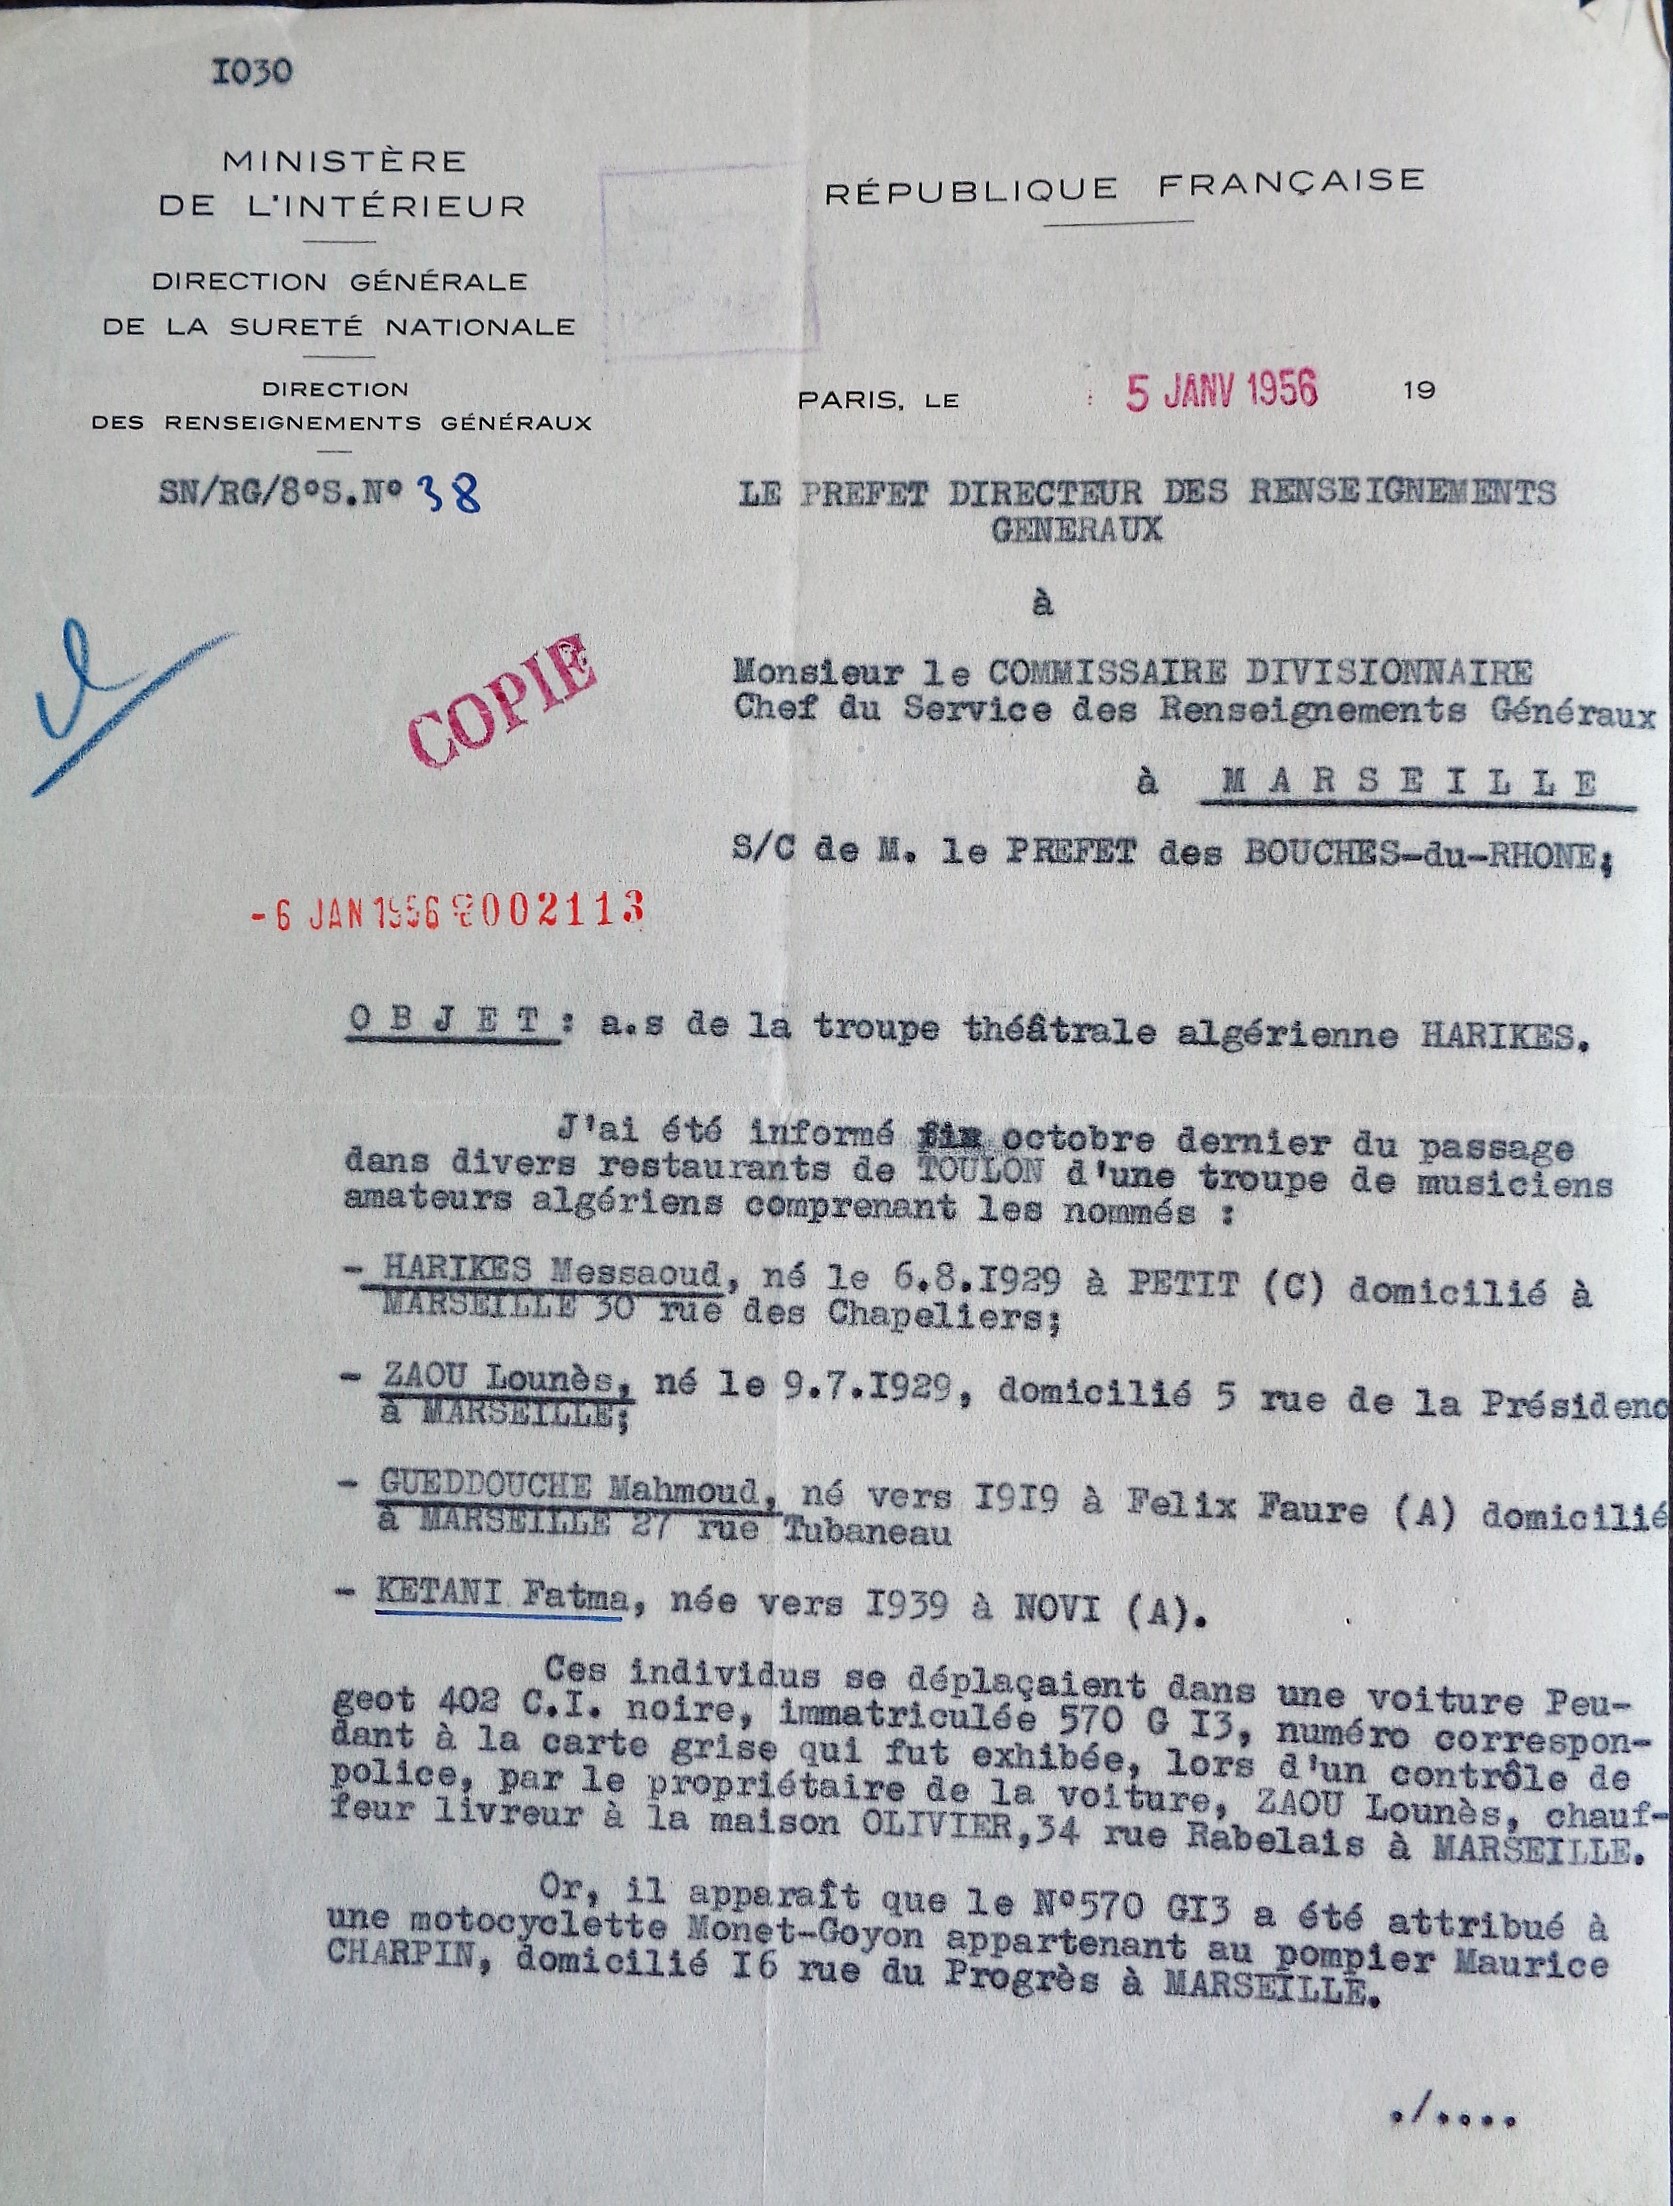 I030
MINISTÈRE
DE L'INTÉRIEUR
DIRECTION GÉNÉRALE
DE LA SURETÉ NATIONALE
DIRECTION
DES RENSEIGNEMENTS GÉNÉRAUX
SN/RG/8°S.N° 38
RÉPUBLIQUE FRANÇAISE
PARIS, LE 5 JANV 1956 19
LE PREFET DIRECTEUR DES RENSEIGNEMENTS
GENERAUX
à
Monsieur le COMMISSAIRE DIVISIONNAIRE
Chef du Service des Renseignements Généraux
à M A R S E I L L E
S/C de M. le PREFET des BOUCHES-du-RHONE;
COPIE
-6 JAN 1956 002113
O B J E T : a.s de la troupe théâtrale algérienne HARIKES.
J'ai été informé fin octobre dernier du passage
dans divers restaurants de TOULON d'une troupe de musiciens
amateurs algériens comprenant les nommés :
- HARIKES Messaoud, né le 6.8.I929 à PETIT (C) domicilié à
MARSEILLE 30 rue des Chapeliers;
- ZAOU Lounès, né le 9.7.I929, domicilié 5 rue de la Présidenc
à MARSEILLE;
- GUEDDOUCHE Mahmoud, né vers I9I9 à Felix Faure (A) domicilié
à MARSEILLE 27 rue Tubaneau
- KETANI Fatma, née vers I939 à NOVI (A).
Ces individus se déplaçaient dans une voiture Peu-
geot 402 C.I. noire, immatriculée 570 G I3, numéro correspon-
dant à la carte grise qui fut exhibée, lors d'un contrôle de
police, par le propriétaire de la voiture, ZAOU Lounès, chauf-
feur livreur à la maison OLIVIER,34 rue Rabelais à MARSEILLE.
Or, il apparaît que le N°570 GI3 a été attribué à
une motocyclette Monet-Goyon appartenant au pompier Maurice
CHARPIN, domicilié I6 rue du Progrès à MARSEILLE.
./....